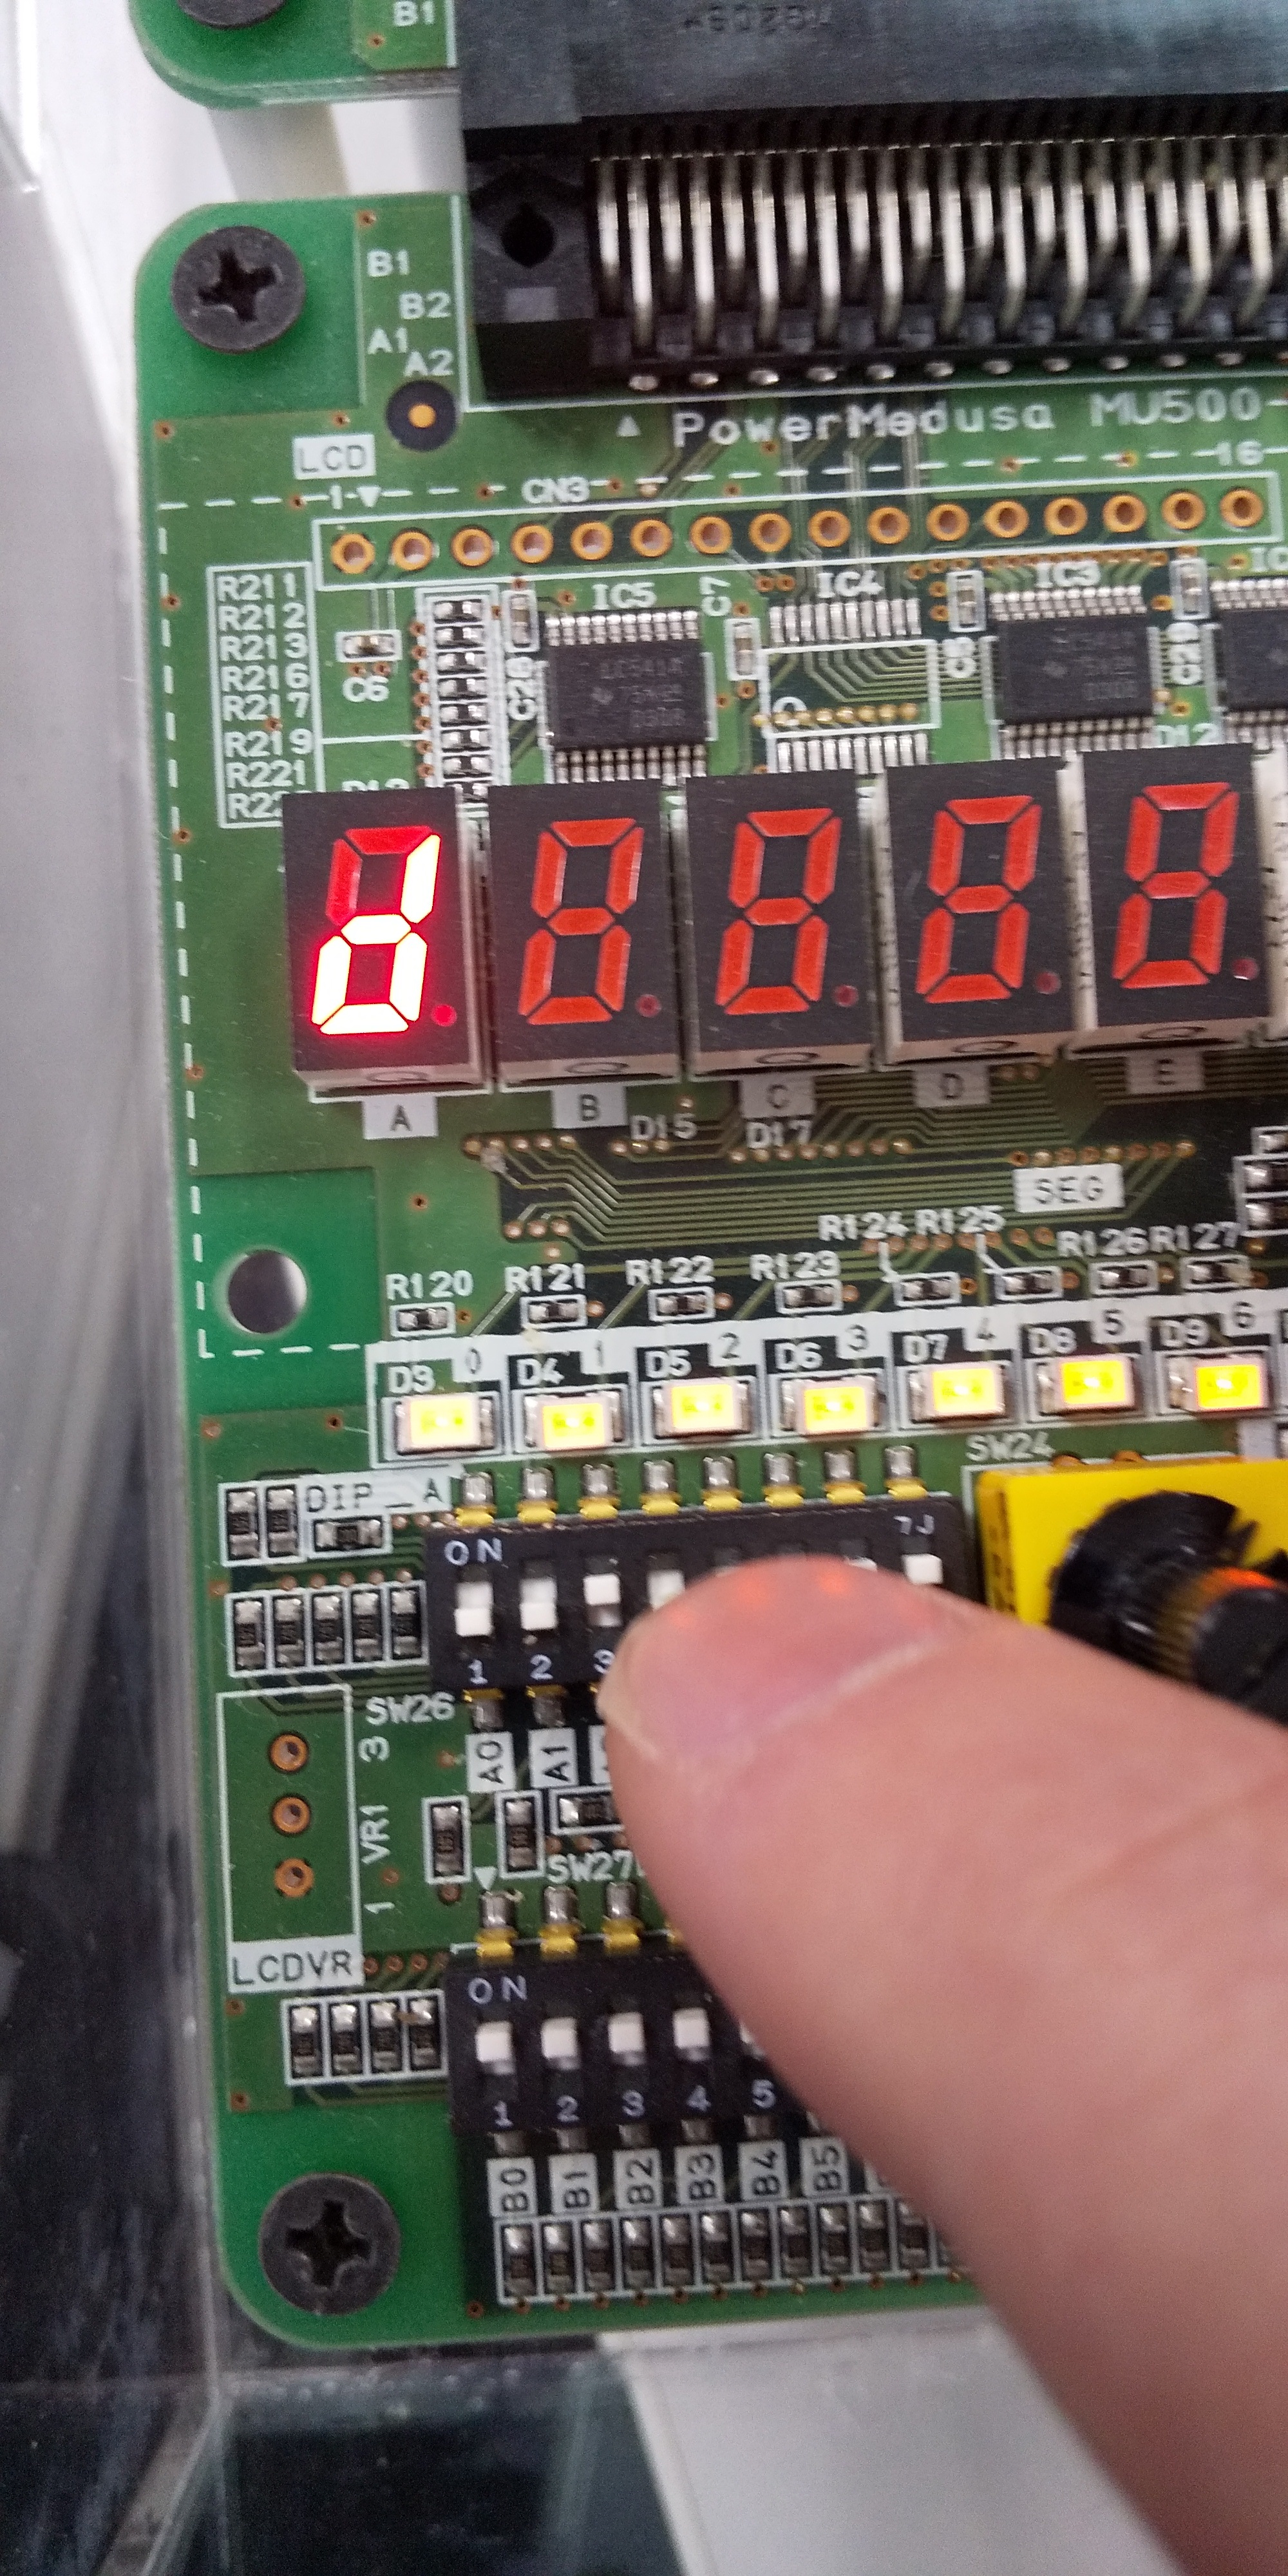 B1
B1
B2
A1
A2
PowerMedusa MU500-
LCD
1
CN3
16
R211
R212
R213
R216
R217
R219
R221
C6
C28
IC5
C7
IC4
IC3
C29
D12
d
A
B
C
D
E
D15
D17
SEG
R124 R125
R120 R121 R122 R123 R126 R127
D3 0 D4 1 D5 2 D6 3 D7 4 D8 5 D9 6
SW24
DIP_A
ON
1 2 3
SW26
A0 A1
3
VR1
1
SW27
LCDVR
ON
1 2 3 4 5
B0 B1 B2 B3 B4 B5